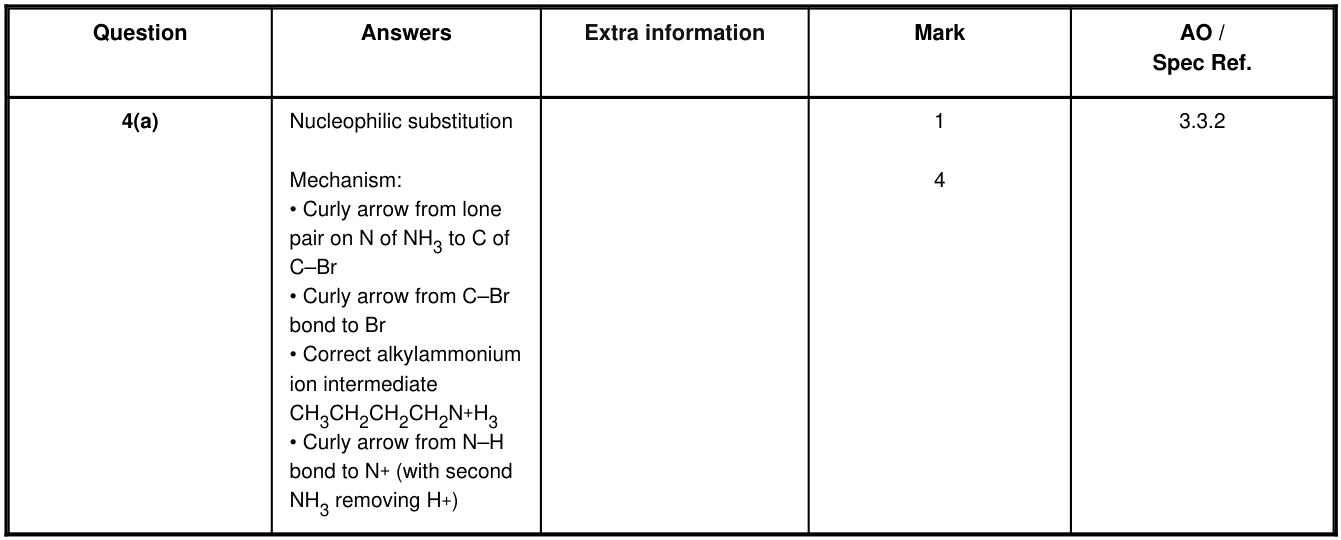 Question Answers Extra information Mark AO /
Spec Ref.
4(a) Nucleophilic substitution 1 3.3.2
Mechanism: 4
• Curly arrow from lone
pair on N of NH₃ to C of
C–Br
• Curly arrow from C–Br
bond to Br
• Correct alkylammonium
ion intermediate
CH₃CH₂CH₂CH₂N+H₃
• Curly arrow from N–H
bond to N+ (with second
NH₃ removing H+)